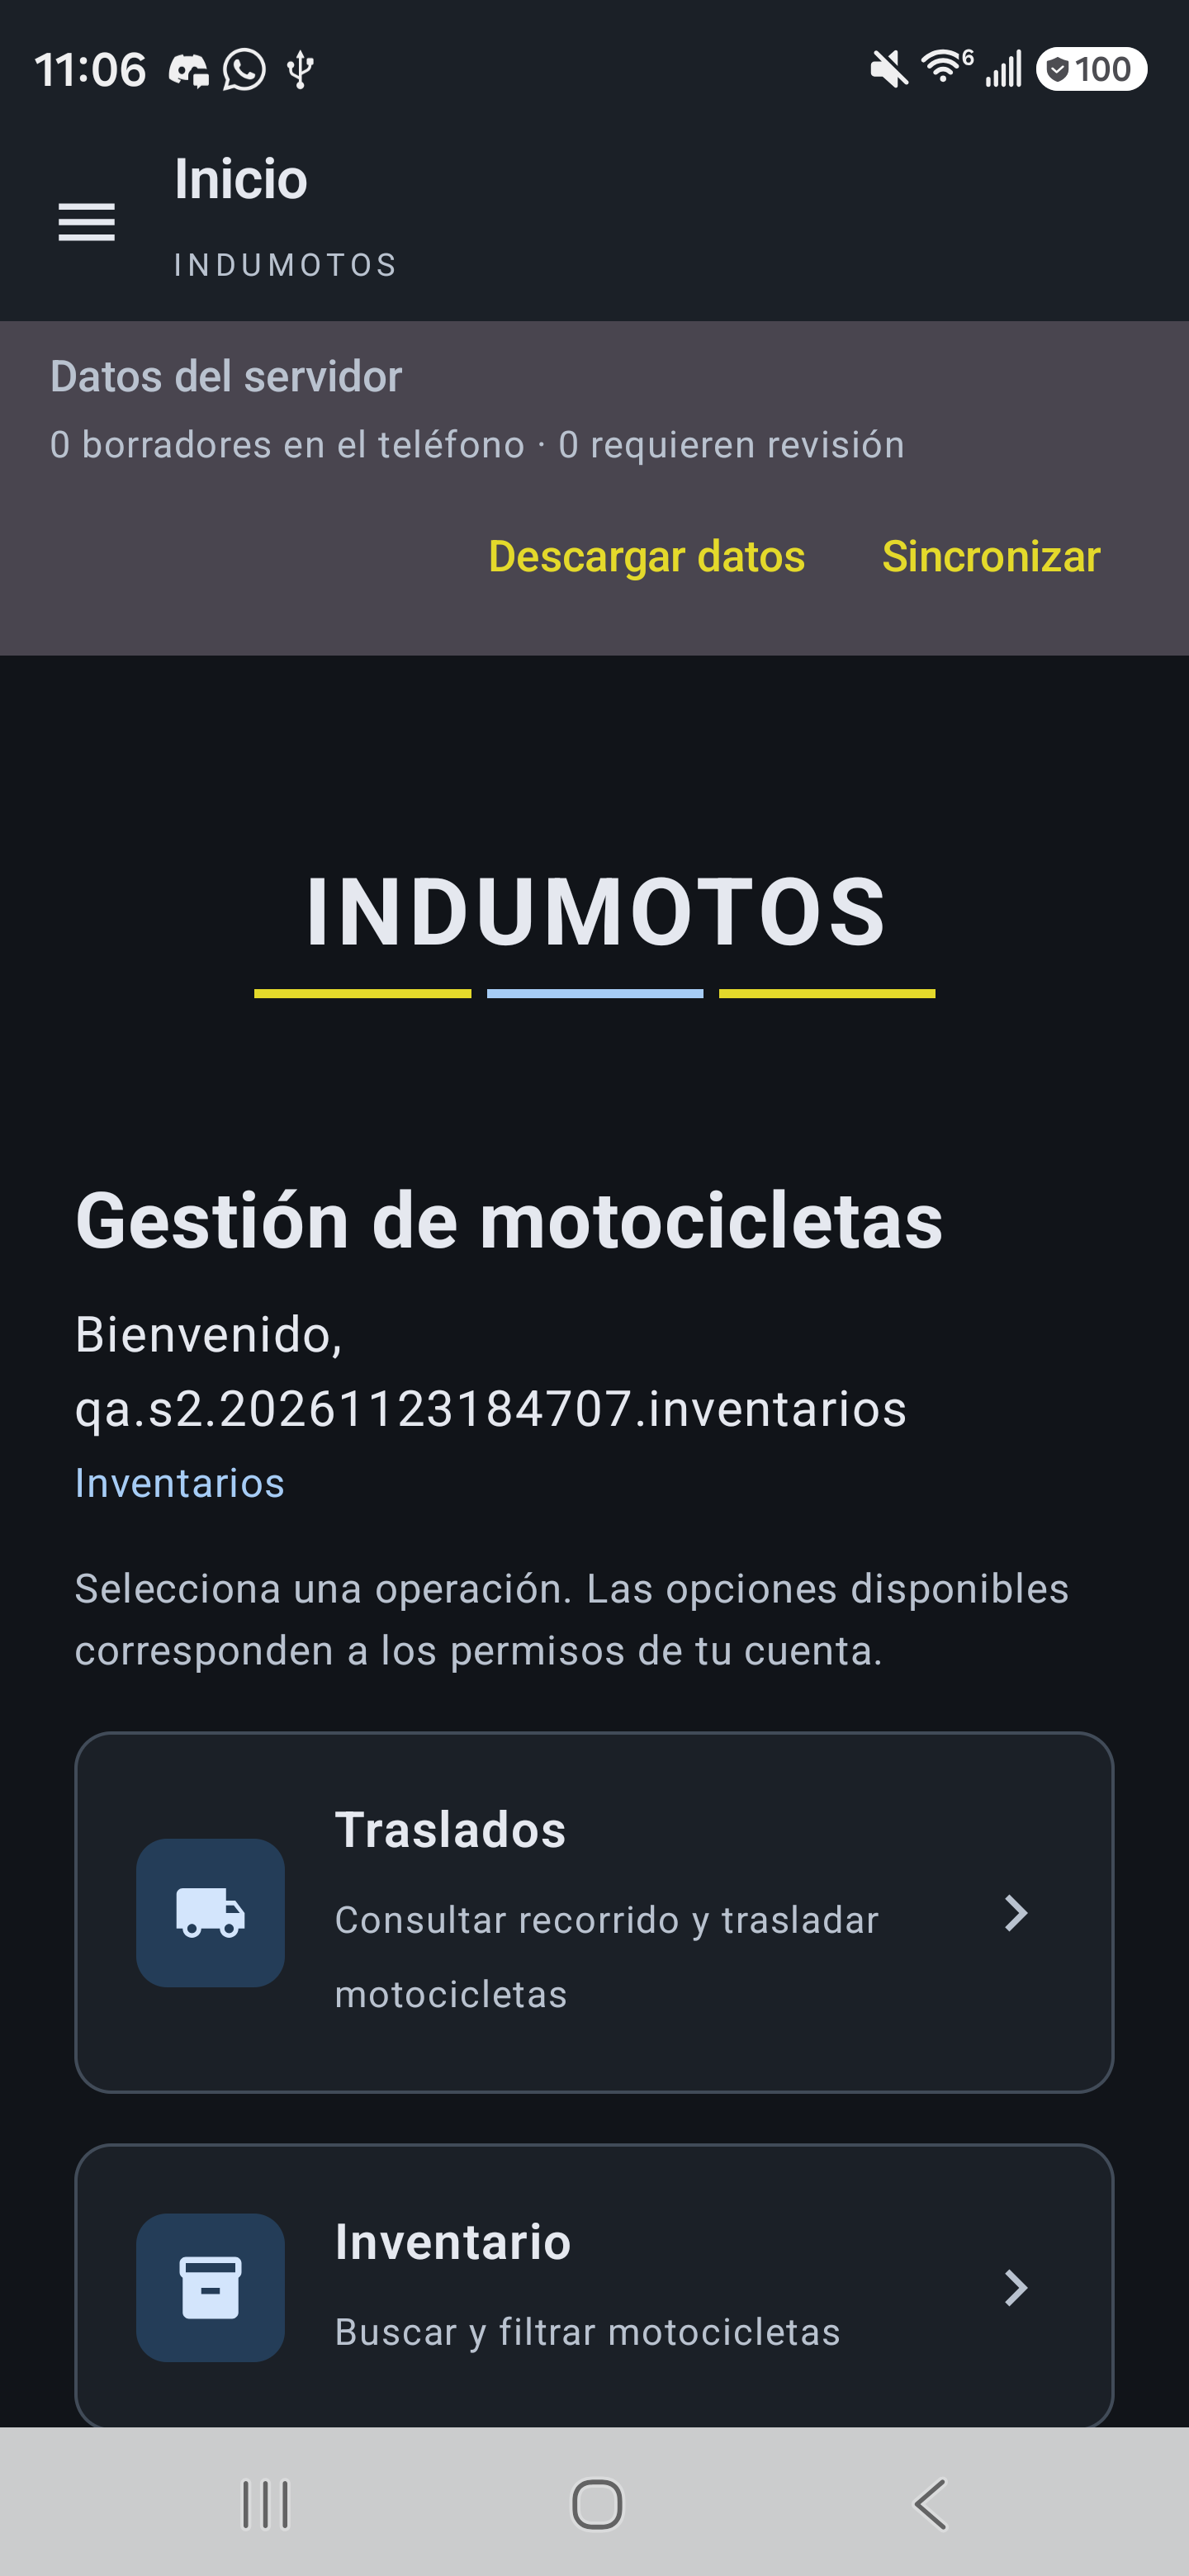 11:06
6
100
Inicio
INDUMOTOS
Datos del servidor
0 borradores en el teléfono · 0 requieren revisión
Descargar datos Sincronizar
INDUMOTOS
Gestión de motocicletas
Bienvenido,
qa.s2.20261123184707.inventarios
Inventarios
Selecciona una operación. Las opciones disponibles
corresponden a los permisos de tu cuenta.
Traslados
Consultar recorrido y trasladar
motocicletas
Inventario
Buscar y filtrar motocicletas